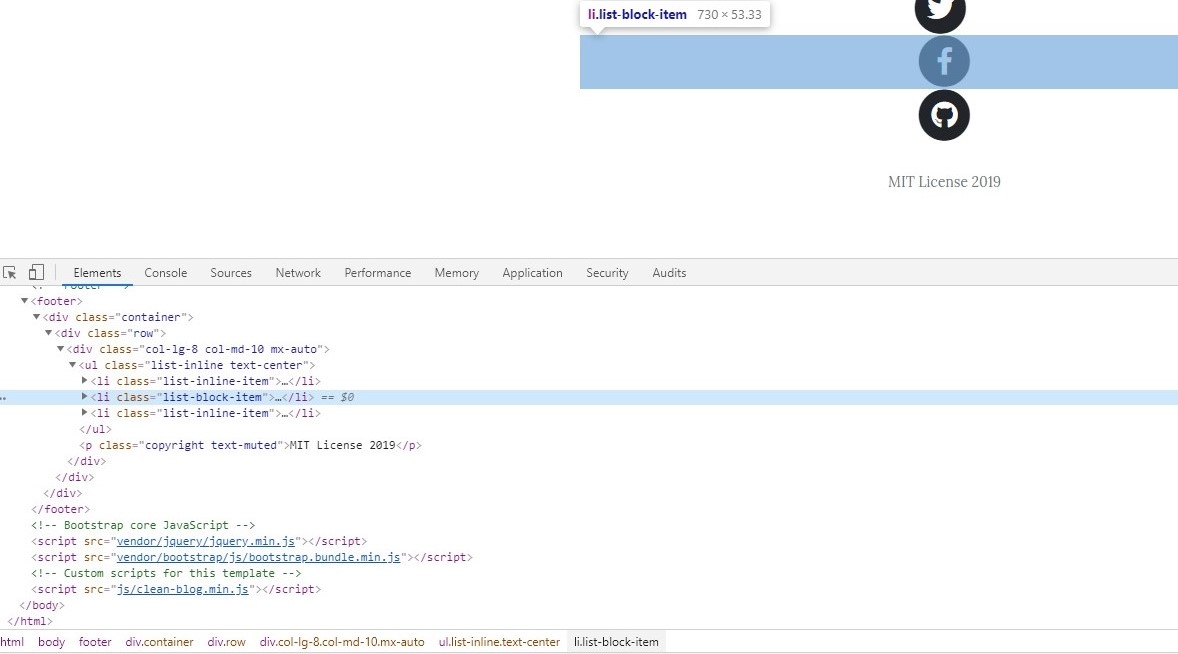 li.list-block-item 730 × 53.33
MIT License 2019
Elements Console Sources Network Performance Memory Application Security Audits
<footer>
<div class="container">
<div class="row">
<div class="col-lg-8 col-md-10 mx-auto">
<ul class="list-inline text-center">
<li class="list-inline-item">…</li>
<li class="list-block-item">…</li> == $0
<li class="list-inline-item">…</li>
</ul>
<p class="copyright text-muted">MIT License 2019</p>
</div>
</div>
</div>
</footer>
<!-- Bootstrap core JavaScript -->
<script src="vendor/jquery/jquery.min.js"></script>
<script src="vendor/bootstrap/js/bootstrap.bundle.min.js"></script>
<!-- Custom scripts for this template -->
<script src="js/clean-blog.min.js"></script>
</body>
</html>
html body footer div.container div.row div.col-lg-8.col-md-10.mx-auto ul.list-inline.text-center li.list-block-item